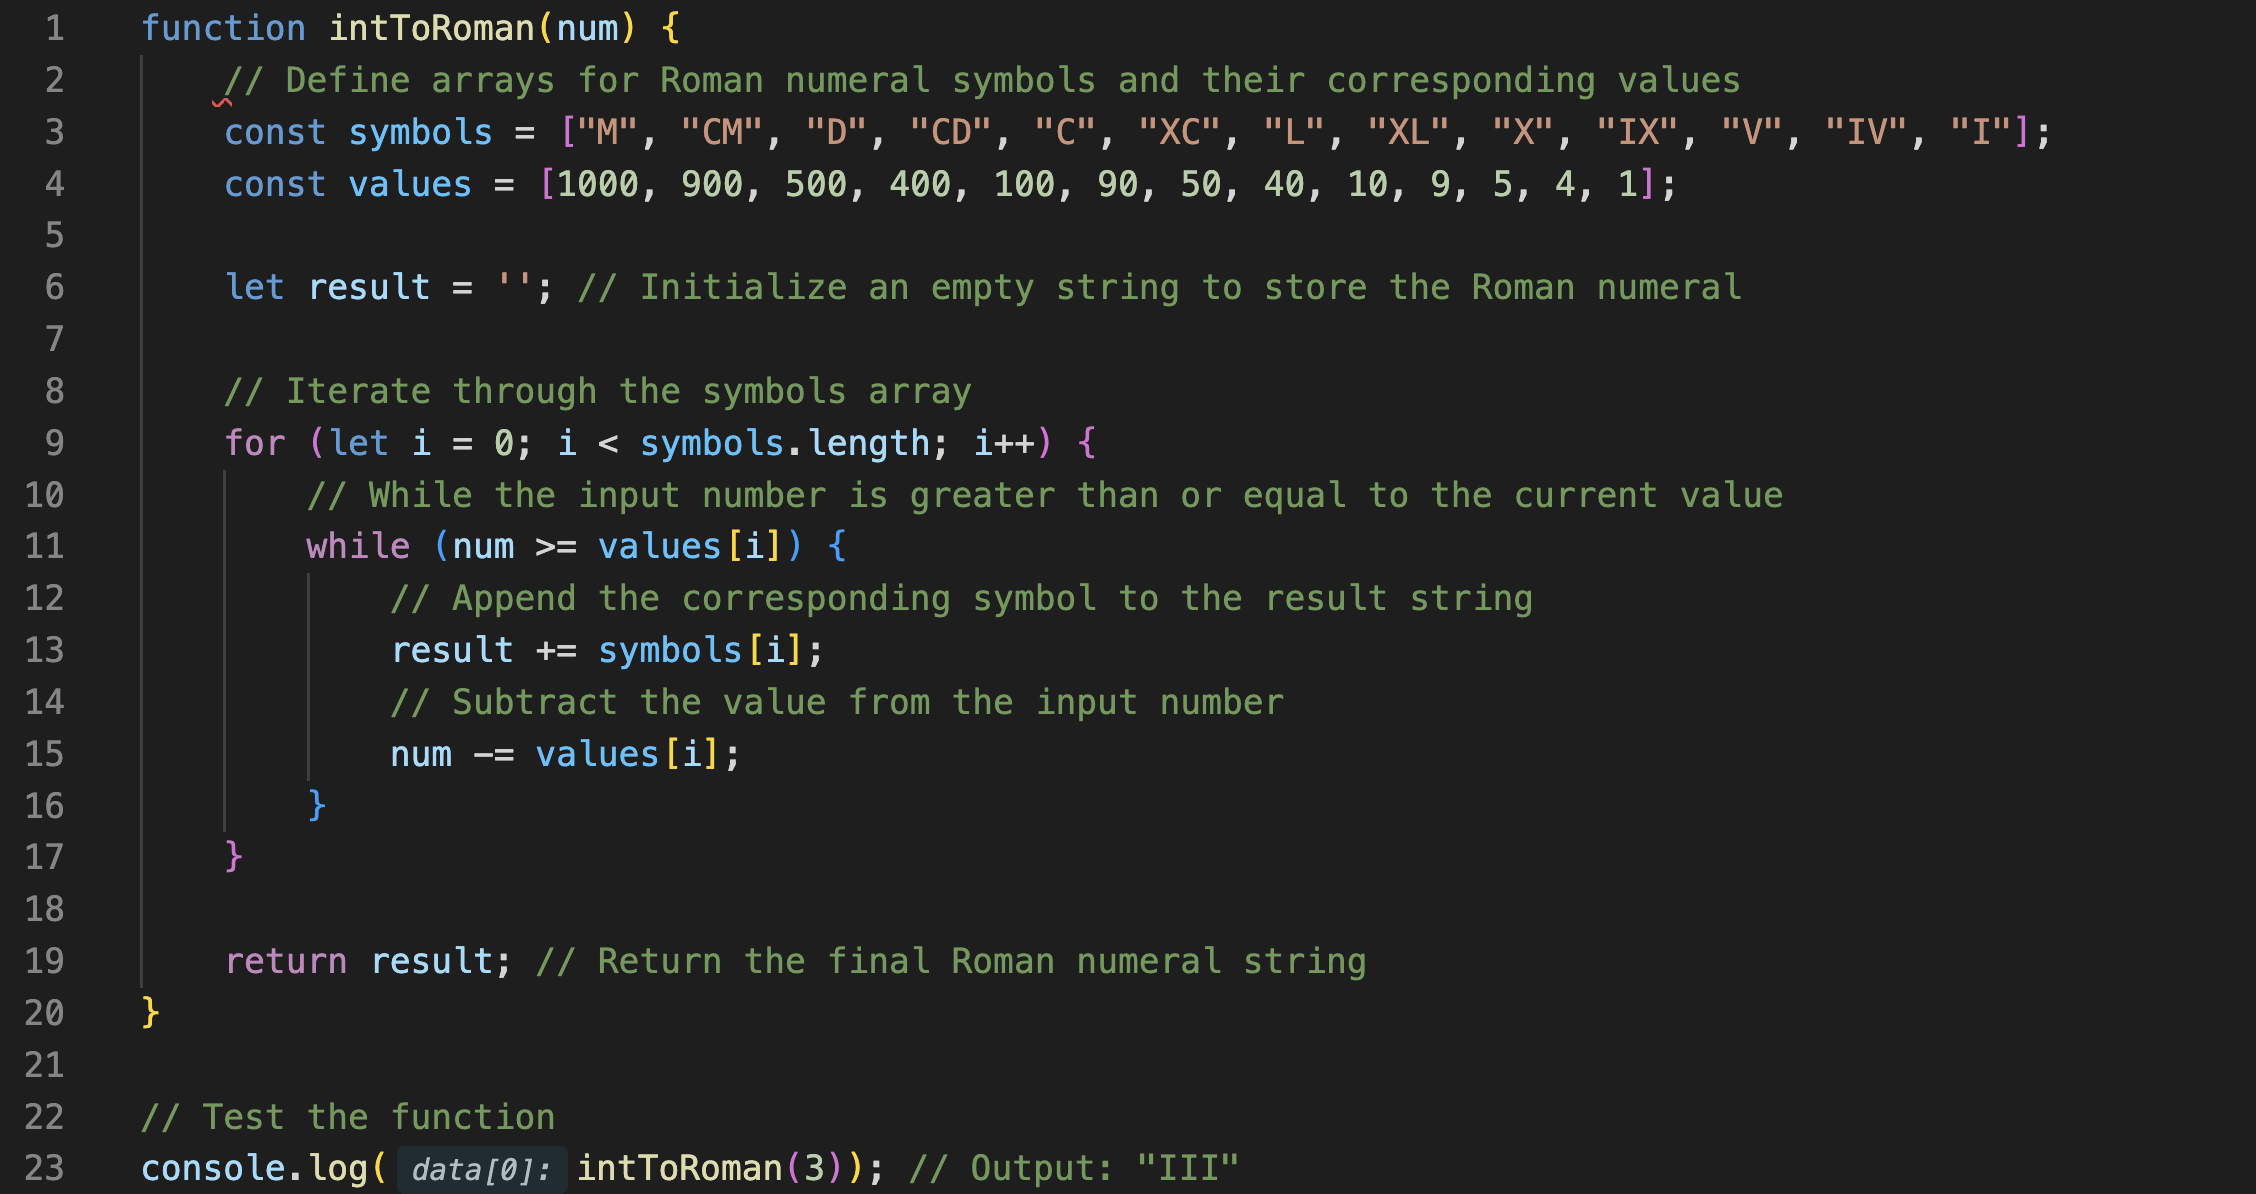 1 function intToRoman(num) {
2 // Define arrays for Roman numeral symbols and their corresponding values
3 const symbols = ["M", "CM", "D", "CD", "C", "XC", "L", "XL", "X", "IX", "V", "IV", "I"];
4 const values = [1000, 900, 500, 400, 100, 90, 50, 40, 10, 9, 5, 4, 1];
5
6 let result = ''; // Initialize an empty string to store the Roman numeral
7
8 // Iterate through the symbols array
9 for (let i = 0; i < symbols.length; i++) {
10 // While the input number is greater than or equal to the current value
11 while (num >= values[i]) {
12 // Append the corresponding symbol to the result string
13 result += symbols[i];
14 // Subtract the value from the input number
15 num -= values[i];
16 }
17 }
18
19 return result; // Return the final Roman numeral string
20 }
21
22 // Test the function
23 console.log( data[0]: intToRoman(3)); // Output: "III"